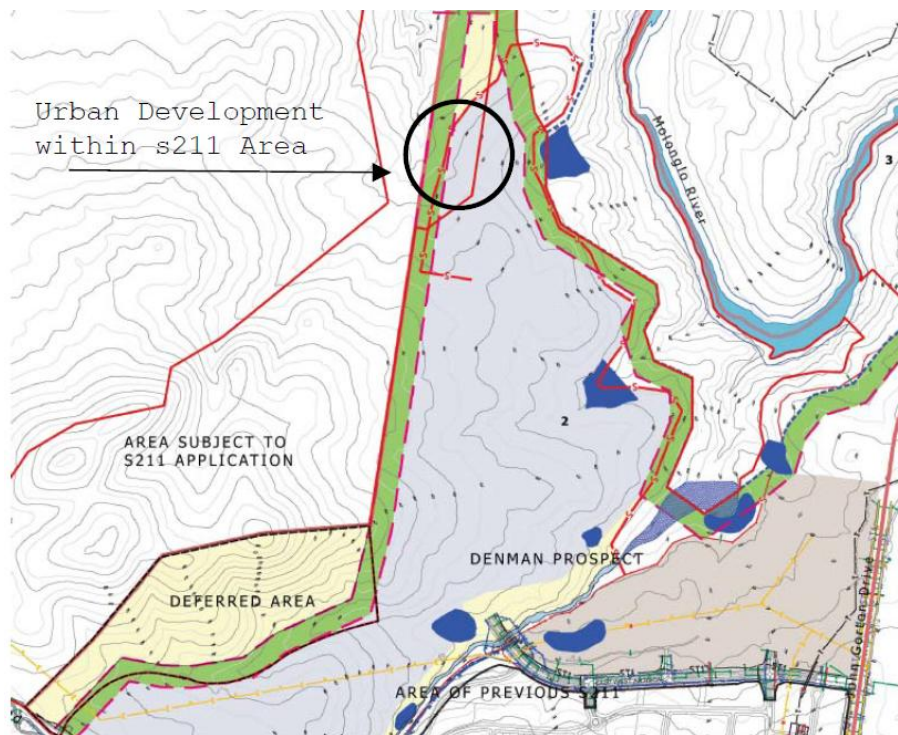 Urban Development
within s211 Area
Molonglo River
3
AREA SUBJECT TO
S211 APPLICATION
2
DENMAN PROSPECT
DEFERRED AREA
John Gorton Drive
AREA OF PREVIOUS S211